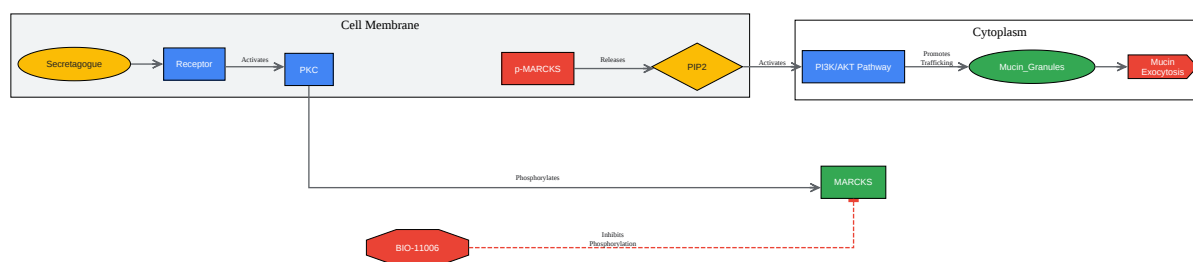 Cell Membrane
Secretagogue
Receptor
Activates
PKC
p-MARCKS
Releases
PIP2
Activates
Cytoplasm
PI3K/AKT Pathway
Promotes
Trafficking
Mucin_Granules
Mucin
Exocytosis
Phosphorylates
MARCKS
BIO-11006
Inhibits
Phosphorylation